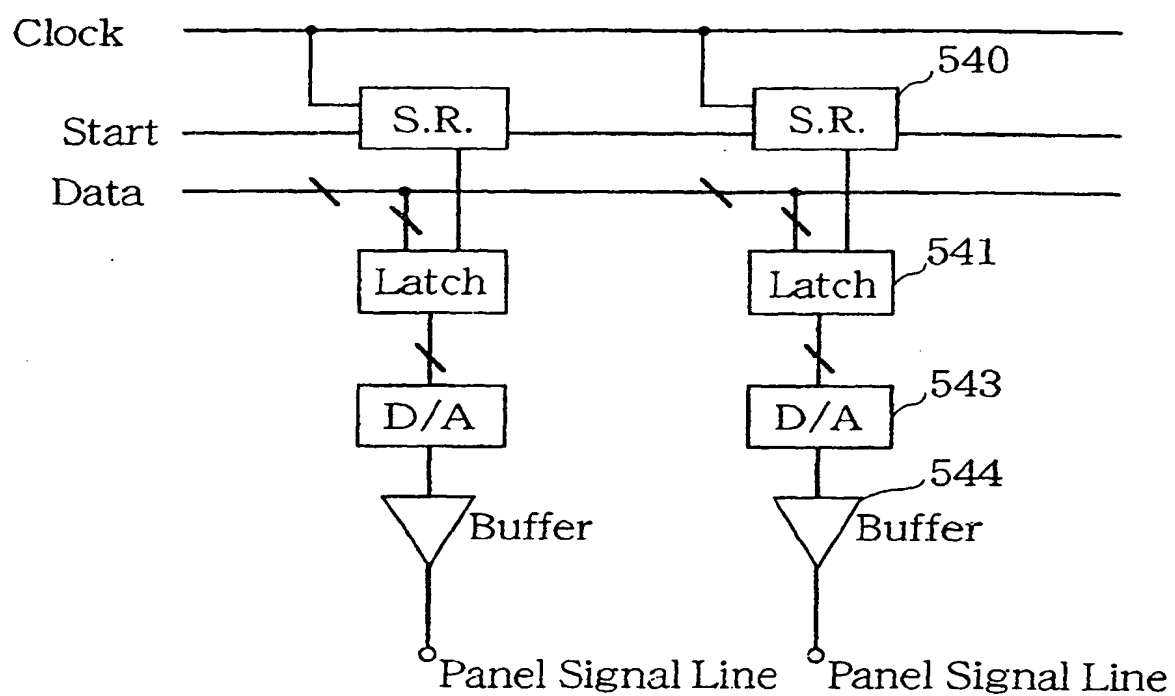 Clock
540
S.R. S.R.
Start
Data
541
Latch Latch
543
D/A D/A
544
Buffer Buffer
Panel Signal Line Panel Signal Line